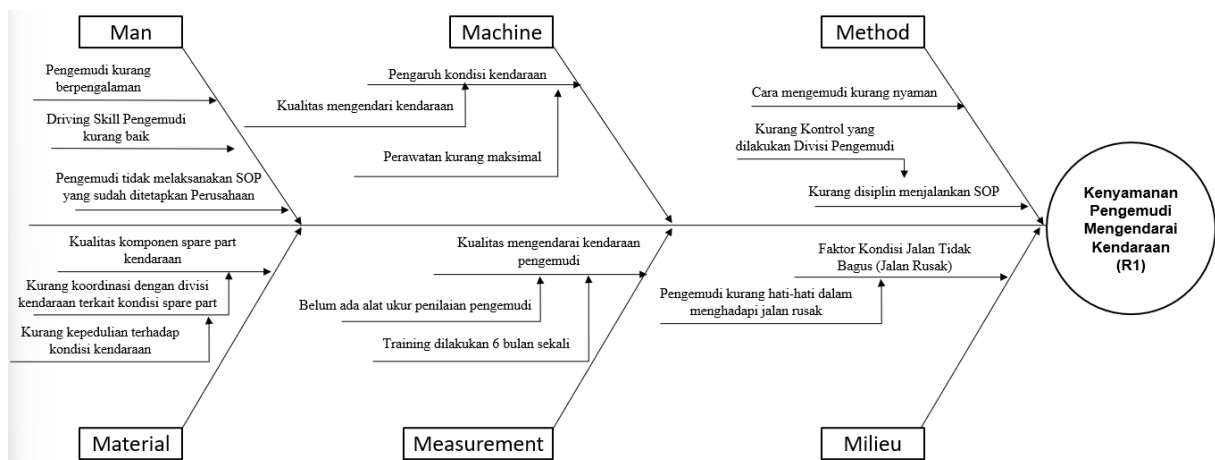 Man
Machine
Method
Pengemudi kurang
berpengalaman
Driving Skill Pengemudi
kurang baik
Pengemudi tidak melaksanakan SOP
yang sudah ditetapkan Perusahaan
Pengaruh kondisi kendaraan
Kualitas mengendari kendaraan
Perawatan kurang maksimal
Cara mengemudi kurang nyaman
Kurang Kontrol yang
dilakukan Divisi Pengemudi
Kurang disiplin menjalankan SOP
Kenyamanan
Pengemudi
Mengendarai
Kendaraan
(R1)
Kualitas komponen spare part
kendaraan
Kurang koordinasi dengan divisi
kendaraan terkait kondisi spare part
Kurang kepedulian terhadap
kondisi kendaraan
Kualitas mengendarai kendaraan
pengemudi
Belum ada alat ukur penilaian pengemudi
Training dilakukan 6 bulan sekali
Faktor Kondisi Jalan Tidak
Bagus (Jalan Rusak)
Pengemudi kurang hati-hati dalam
menghadapi jalan rusak
Material
Measurement
Milieu